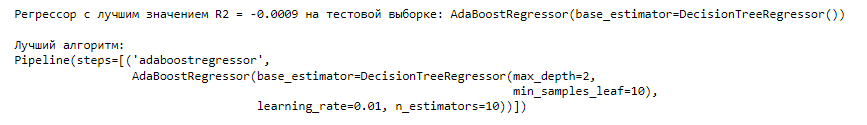 Регрессор с лучшим значением R2 = -0.0009 на тестовой выборке: AdaBoostRegressor(base_estimator=DecisionTreeRegressor())
Лучший алгоритм:
Pipeline(steps=[('adaboostregressor',
AdaBoostRegressor(base_estimator=DecisionTreeRegressor(max_depth=2,
min_samples_leaf=10),
learning_rate=0.01, n_estimators=10))])